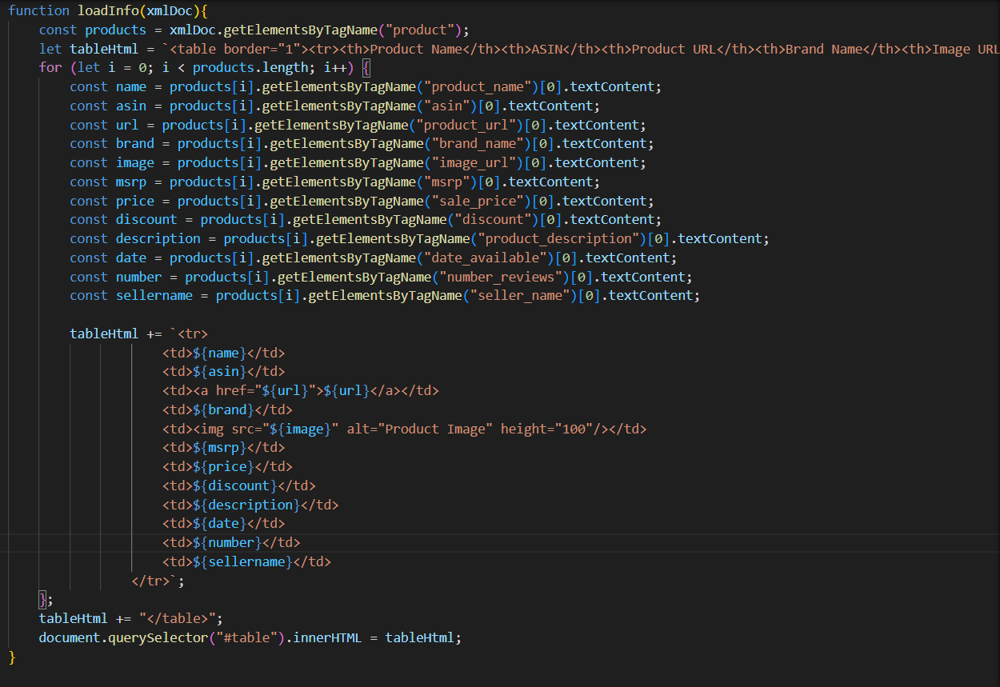 function loadInfo(xmlDoc){
    const products = xmlDoc.getElementsByTagName("product");
    let tableHtml = `<table border="1"><tr><th>Product Name</th><th>ASIN</th><th>Product URL</th><th>Brand Name</th><th>Image URL
    for (let i = 0; i < products.length; i++) {
        const name = products[i].getElementsByTagName("product_name")[0].textContent;
        const asin = products[i].getElementsByTagName("asin")[0].textContent;
        const url = products[i].getElementsByTagName("product_url")[0].textContent;
        const brand = products[i].getElementsByTagName("brand_name")[0].textContent;
        const image = products[i].getElementsByTagName("image_url")[0].textContent;
        const msrp = products[i].getElementsByTagName("msrp")[0].textContent;
        const price = products[i].getElementsByTagName("sale_price")[0].textContent;
        const discount = products[i].getElementsByTagName("discount")[0].textContent;
        const description = products[i].getElementsByTagName("product_description")[0].textContent;
        const date = products[i].getElementsByTagName("date_available")[0].textContent;
        const number = products[i].getElementsByTagName("number_reviews")[0].textContent;
        const sellername = products[i].getElementsByTagName("seller_name")[0].textContent;

        tableHtml += `<tr>
                    <td>${name}</td>
                    <td>${asin}</td>
                    <td><a href="${url}">${url}</a></td>
                    <td>${brand}</td>
                    <td><img src="${image}" alt="Product Image" height="100"/></td>
                    <td>${msrp}</td>
                    <td>${price}</td>
                    <td>${discount}</td>
                    <td>${description}</td>
                    <td>${date}</td>
                    <td>${number}</td>
                    <td>${sellername}</td>
                </tr>`;
    };
    tableHtml += "</table>";
    document.querySelector("#table").innerHTML = tableHtml;
}